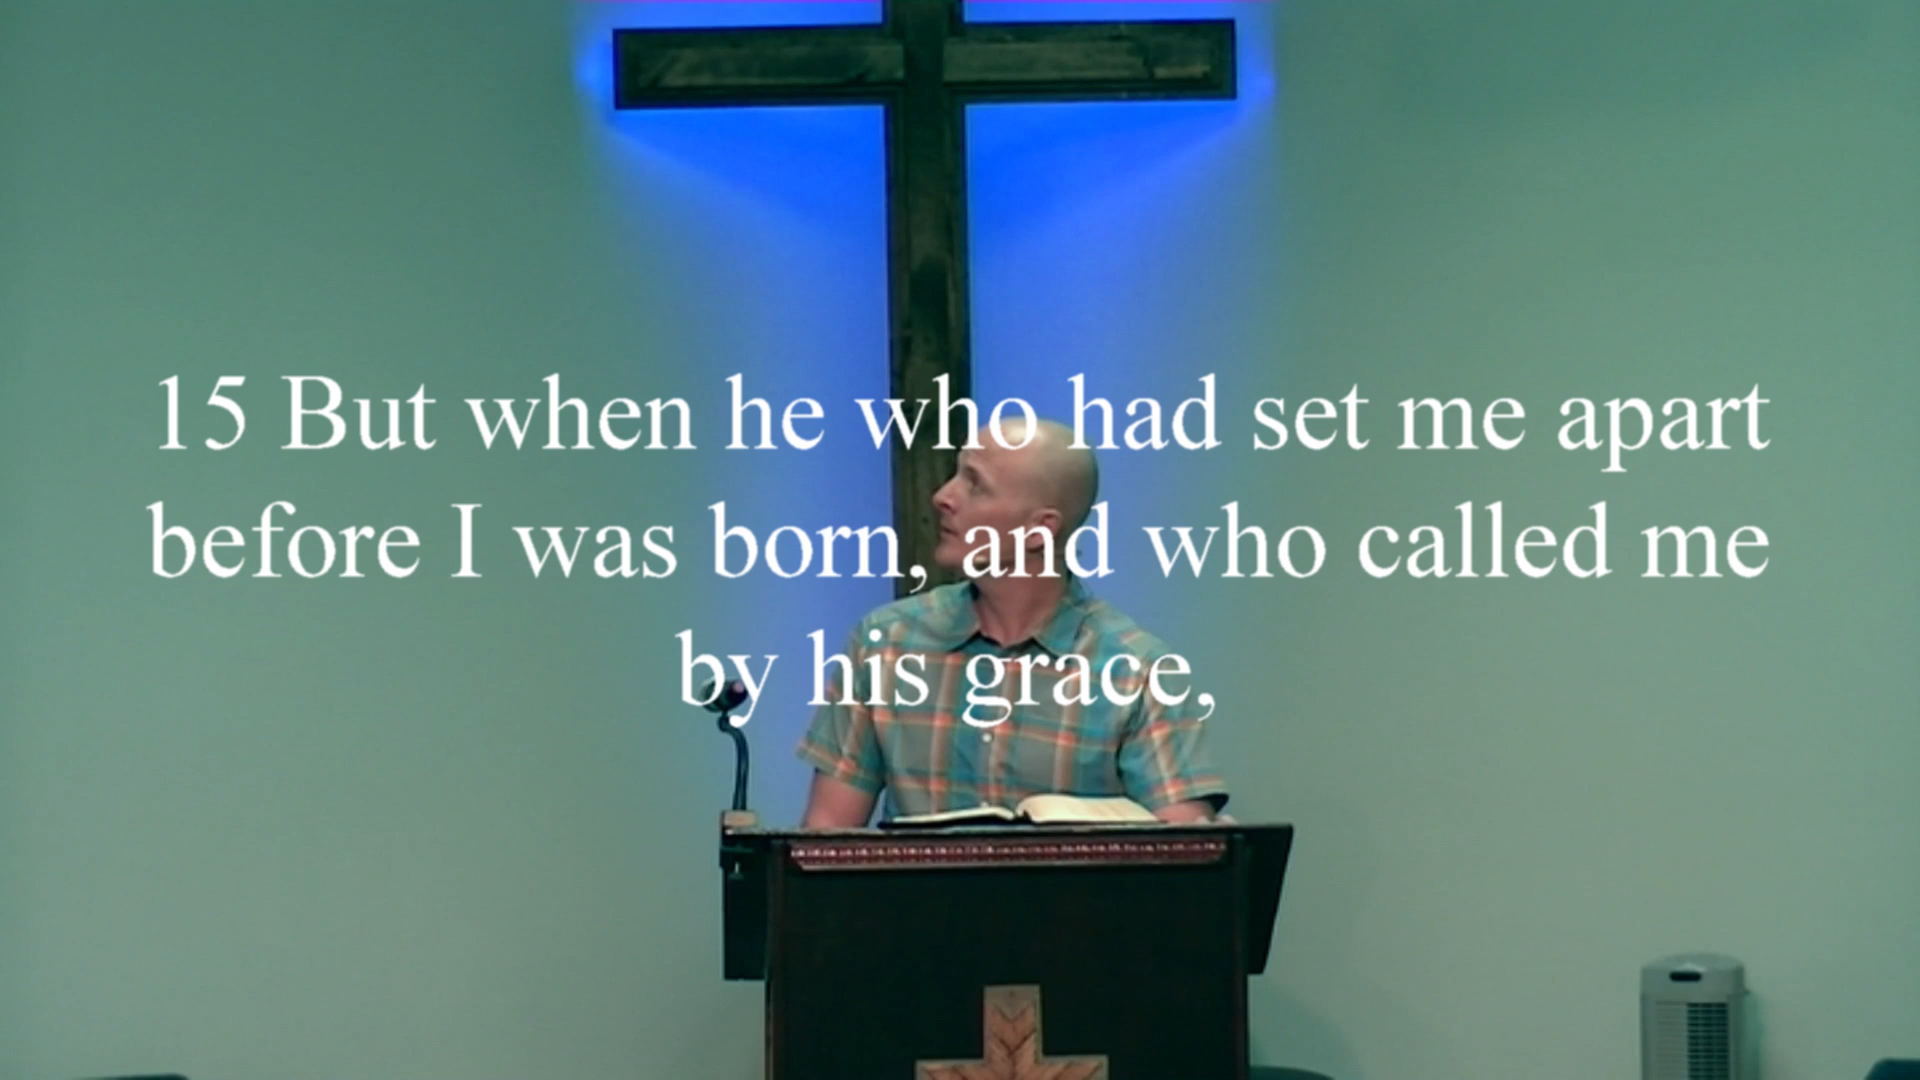 15 But when he who had set me apart
before I was born, and who called me
by his grace,